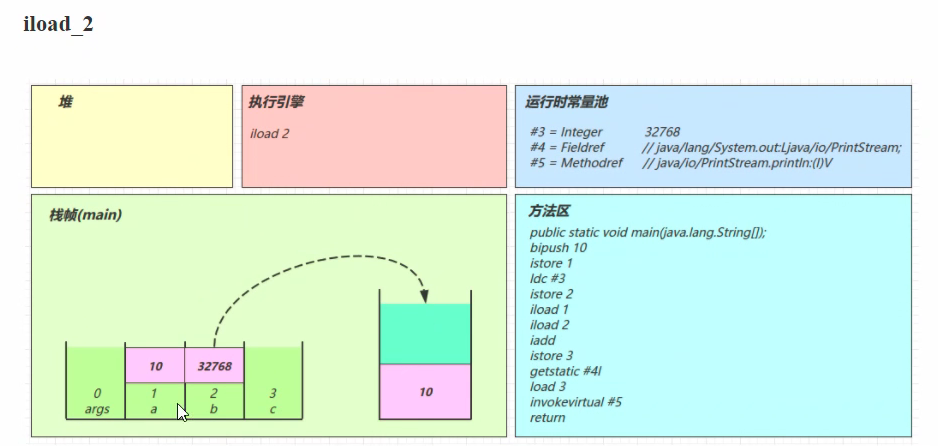 iload_2
堆
执行引擎
iload 2
运行时常量池
#3 = Integer 32768
#4 = Fieldref // java/lang/System.out:Ljava/io/PrintStream;
#5 = Methodref // java/io/PrintStream.println:(I)V
栈帧(main)
10 32768
0 1 2 3
args a b c
10
方法区
public static void main(java.lang.String[]);
bipush 10
istore 1
ldc #3
istore 2
iload 1
iload 2
iadd
istore 3
getstatic #4l
load 3
invokevirtual #5
return